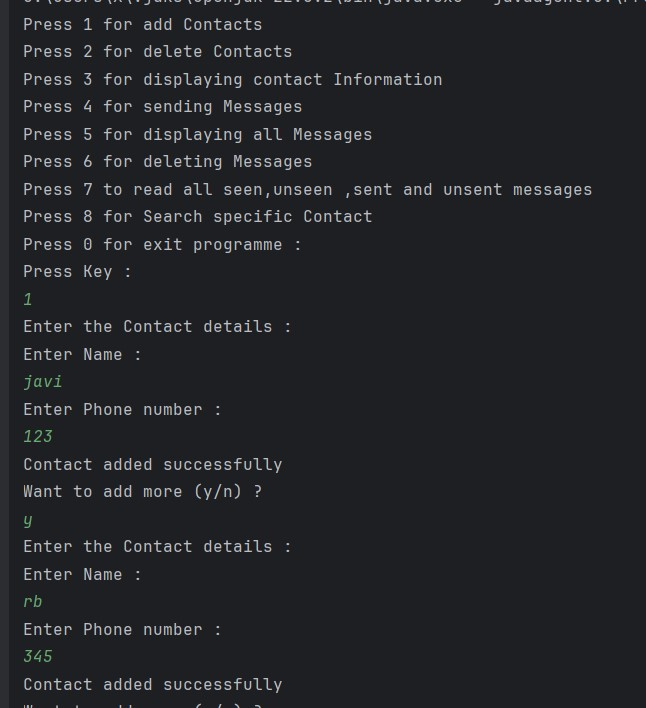 Press 1 for add Contacts
Press 2 for delete Contacts
Press 3 for displaying contact Information
Press 4 for sending Messages
Press 5 for displaying all Messages
Press 6 for deleting Messages
Press 7 to read all seen,unseen ,sent and unsent messages
Press 8 for Search specific Contact
Press 0 for exit programme :
Press Key :
1
Enter the Contact details :
Enter Name :
javi
Enter Phone number :
123
Contact added successfully
Want to add more (y/n) ?
y
Enter the Contact details :
Enter Name :
rb
Enter Phone number :
345
Contact added successfully